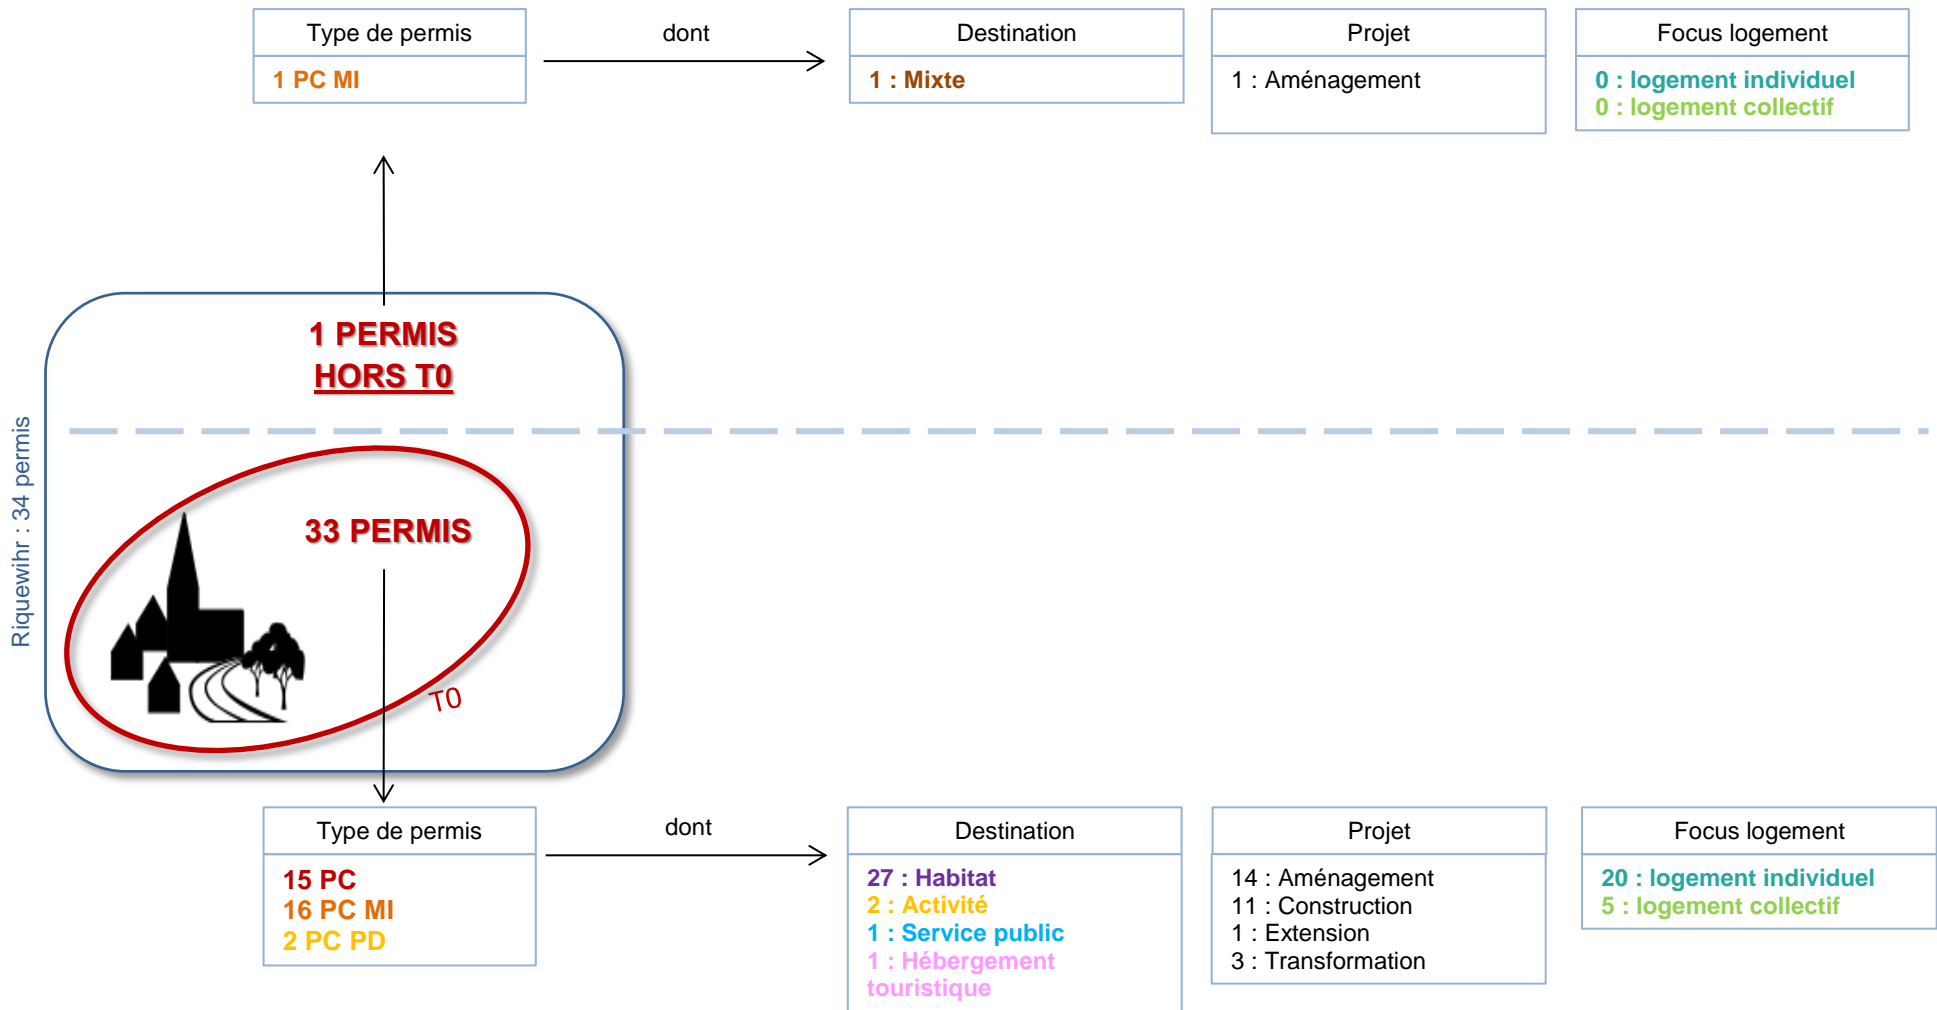 Type de permis
1 PC MI
dont
Destination
1 : Mixte
Projet
1 : Aménagement
Focus logement
0 : logement individuel
0 : logement collectif
1 PERMIS
HORS T0
Riquewihr : 34 permis
33 PERMIS
T0
Type de permis
15 PC
16 PC MI
2 PC PD
dont
Destination
27 : Habitat
2 : Activité
1 : Service public
1 : Hébergement
touristique
Projet
14 : Aménagement
11 : Construction
1 : Extension
3 : Transformation
Focus logement
20 : logement individuel
5 : logement collectif